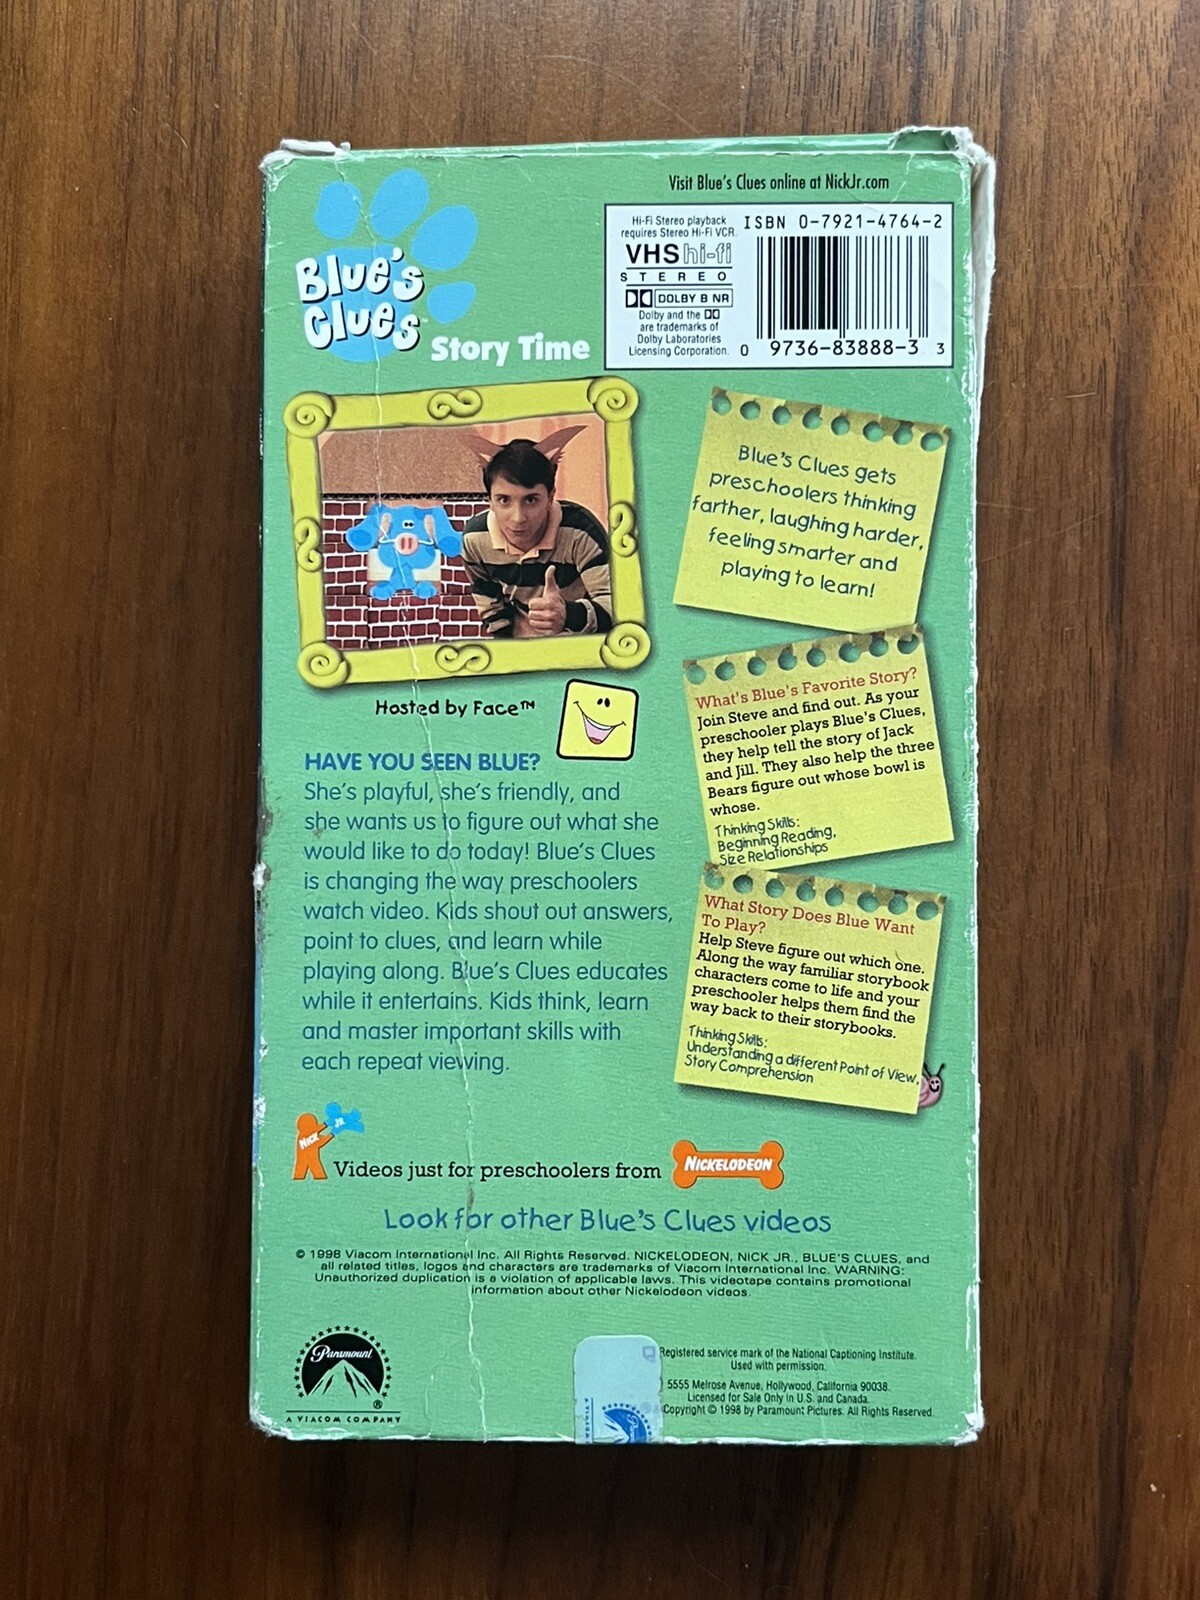 Visit Blue's Clues online at NickJr.com
Blue's
Clues™
Story Time
Hi-Fi Stereo playback
requires Stereo Hi-Fi VCR.
VHS hi-fi
STEREO
DOLBY B NR
Dolby and the
are trademarks of
Dolby Laboratories
Licensing Corporation.
ISBN 0-7921-4764-2
0 9736-83888-3 3
Blue's Clues gets
preschoolers thinking
farther, laughing harder,
feeling smarter and
playing to learn!
Hosted by Face™
HAVE YOU SEEN BLUE?
She's playful, she's friendly, and
she wants us to figure out what she
would like to do today! Blue's Clues
is changing the way preschoolers
watch video. Kids shout out answers,
point to clues, and learn while
playing along. Blue's Clues educates
while it entertains. Kids think, learn
and master important skills with
each repeat viewing.
What's Blue's Favorite Story?
Join Steve and find out. As your
preschooler plays Blue's Clues,
they help tell the story of Jack
and Jill. They also help the three
Bears figure out whose bowl is
whose.
Thinking Skills:
Beginning Reading,
Size Relationships
What Story Does Blue Want
To Play?
Help Steve figure out which one.
Along the way familiar storybook
characters come to life and your
preschooler helps them find the
way back to their storybooks.
Thinking Skills:
Understanding a different Point of View,
Story Comprehension
NICK JR
Videos just for preschoolers from
NICKELODEON
Look for other Blue's Clues videos
© 1998 Viacom International Inc. All Rights Reserved. NICKELODEON, NICK JR., BLUE'S CLUES, and
all related titles, logos and characters are trademarks of Viacom International Inc. WARNING:
Unauthorized duplication is a violation of applicable laws. This videotape contains promotional
information about other Nickelodeon videos.
Paramount
®
A VIACOM COMPANY
Registered service mark of the National Captioning Institute.
Used with permission.
5555 Melrose Avenue, Hollywood, California 90038.
Licensed for Sale Only in U.S. and Canada.
Copyright © 1998 by Paramount Pictures. All Rights Reserved.